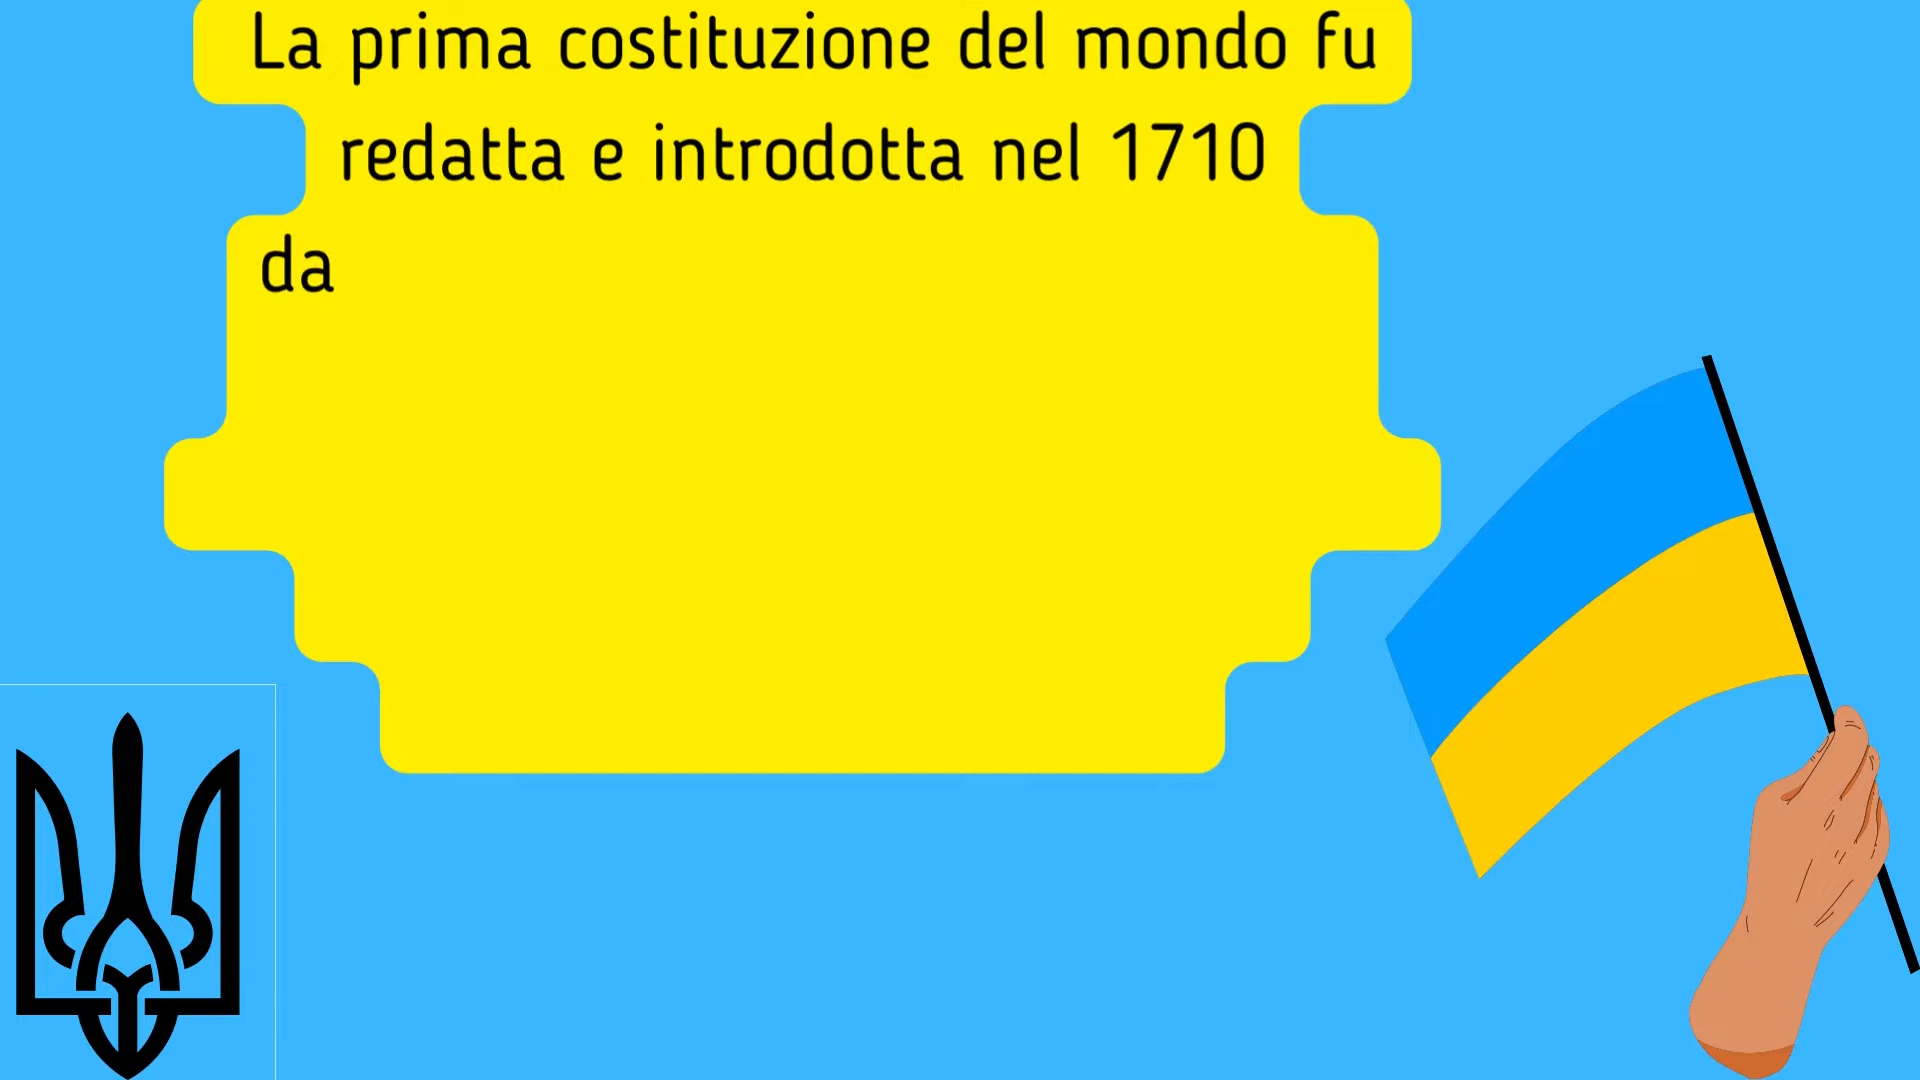 La prima costituzione del mondo fu
redatta e introdotta nel 1710
da